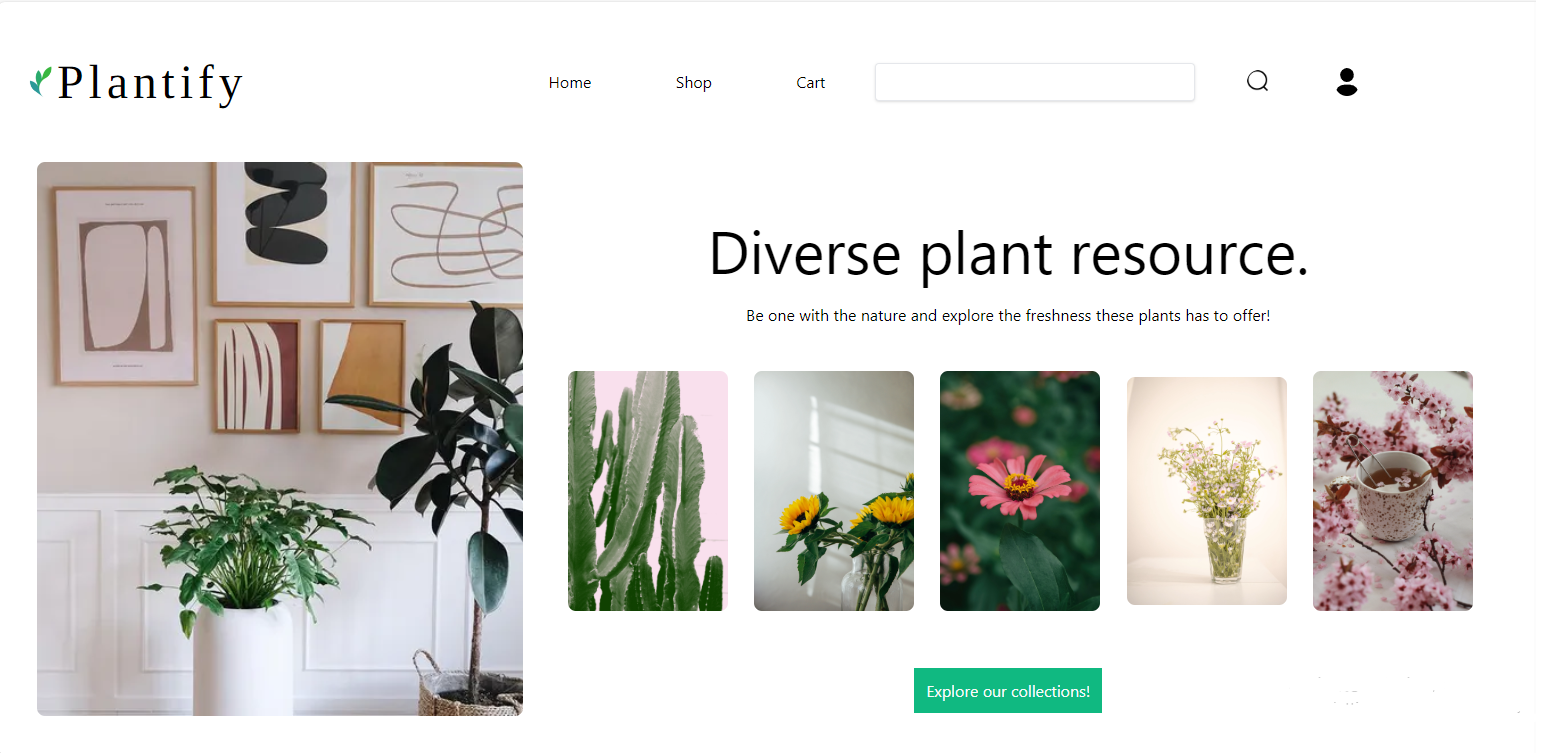 Plantify
Home
Shop
Cart
Diverse plant resource.
Be one with the nature and explore the freshness these plants has to offer!
Explore our collections!